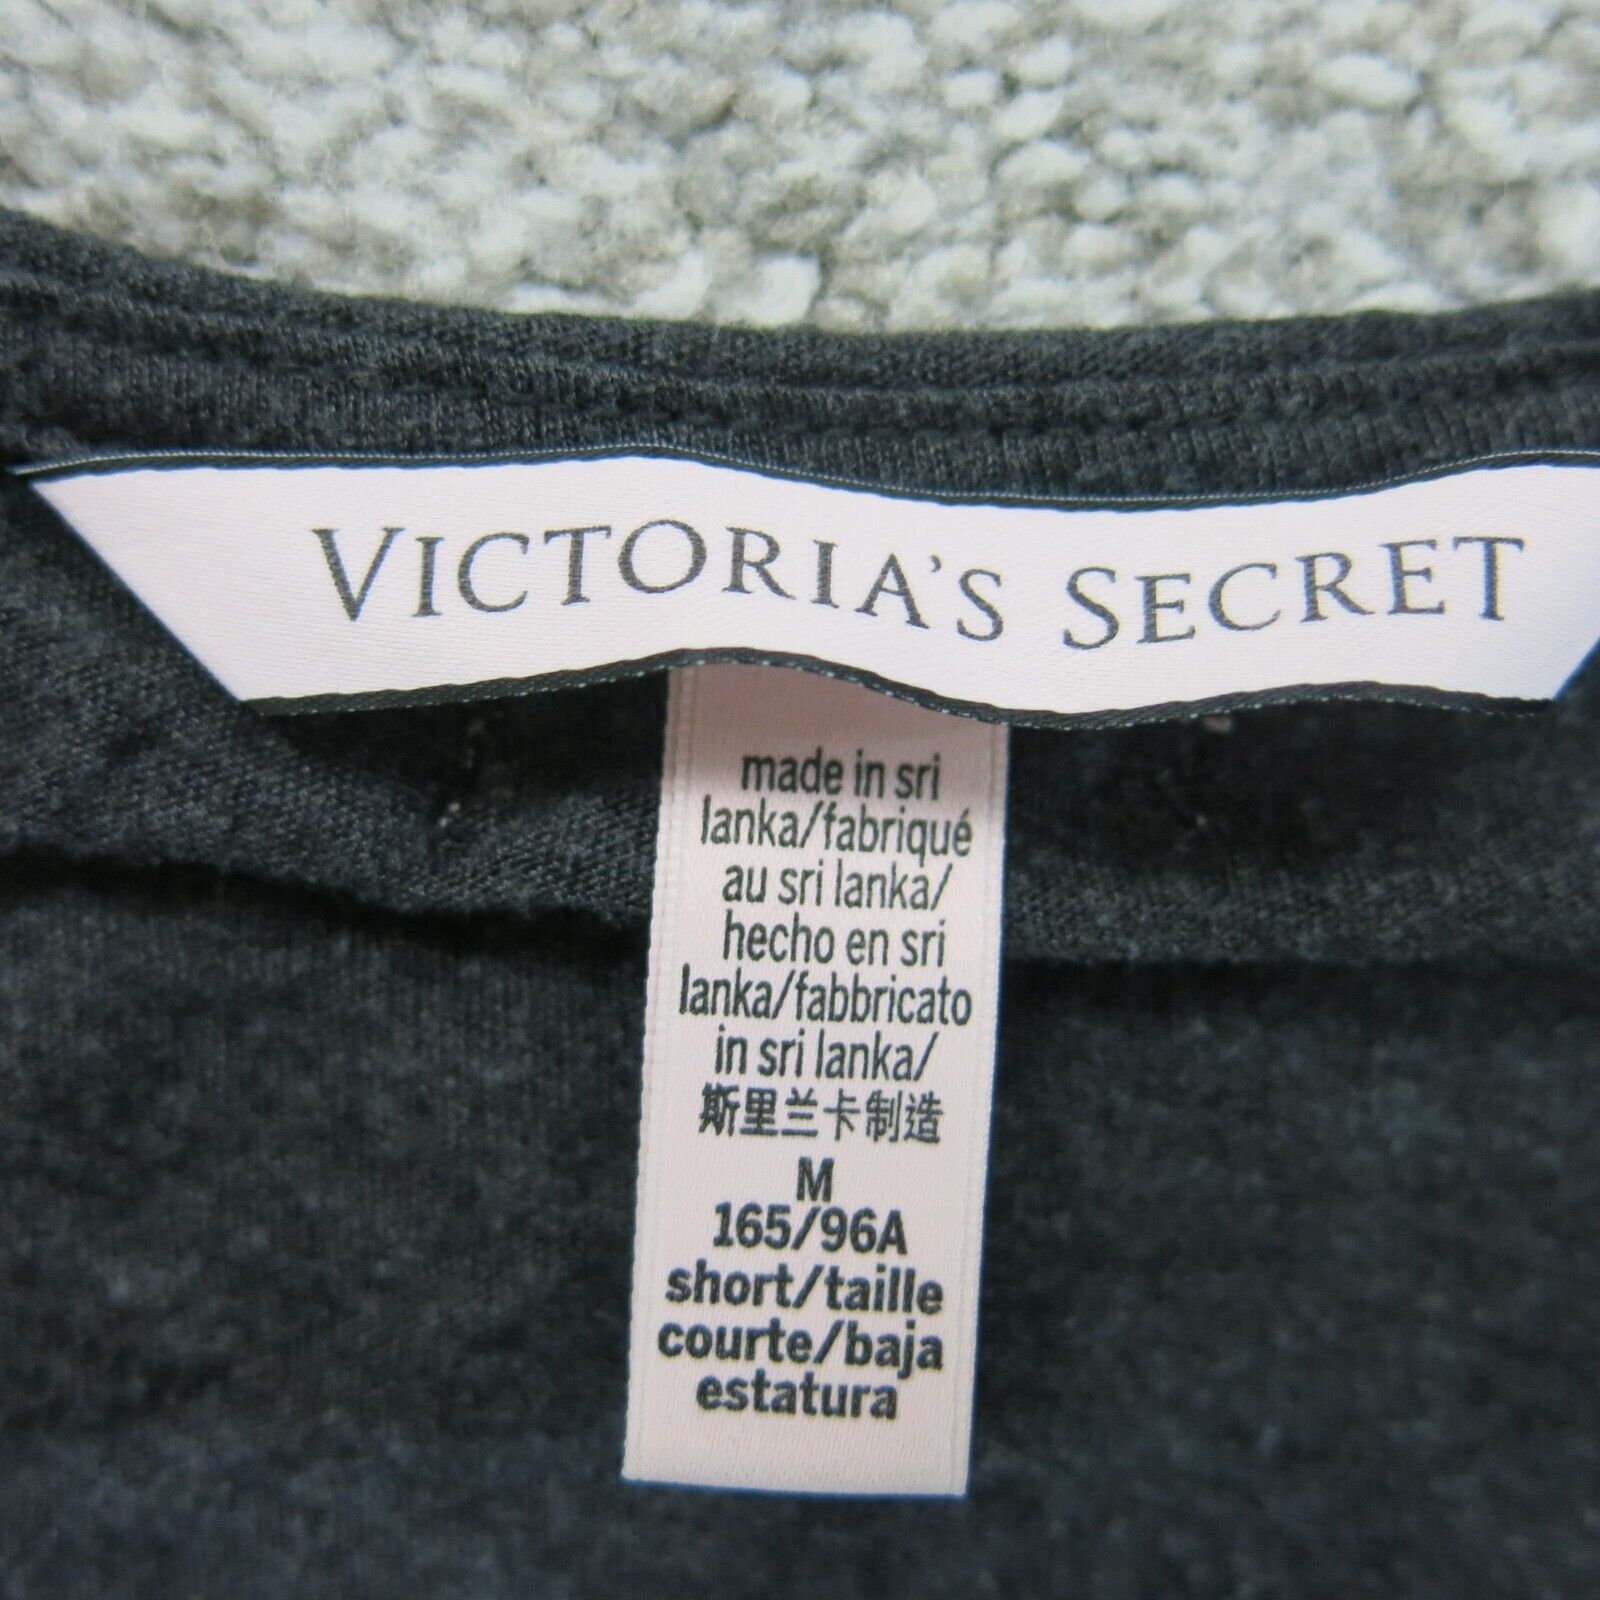 VICTORIA'S SECRET
made in sri
lanka/fabriqué
au sri lanka/
hecho en sri
lanka/fabbricato
in sri lanka/
斯里兰卡制造
M
165/96A
short/taille
courte/baja
estatura